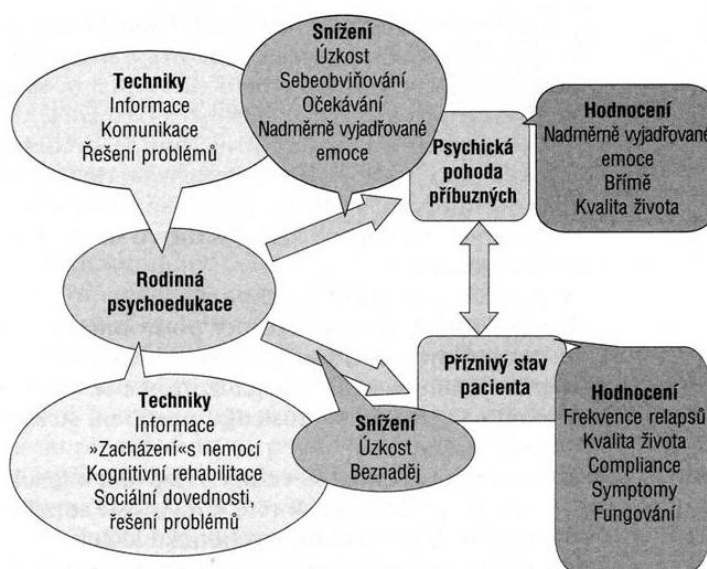 Techniky
Informace
Komunikace
Řešení problémů
Snížení
Úzkost
Sebeobviňování
Očekávání
Nadměrně vyjadřované
emoce
Psychická
pohoda
příbuzných
Hodnocení
Nadměrně vyjadřované
emoce
Břímě
Kvalita života
Rodinná
psychoedukace
Příznivý stav
pacienta
Techniky
Informace
»Zacházení«s nemocí
Kognitivní rehabilitace
Sociální dovednosti,
řešení problémů
Snížení
Úzkost
Beznaděj
Hodnocení
Frekvence relapsů
Kvalita života
Compliance
Symptomy
Fungování